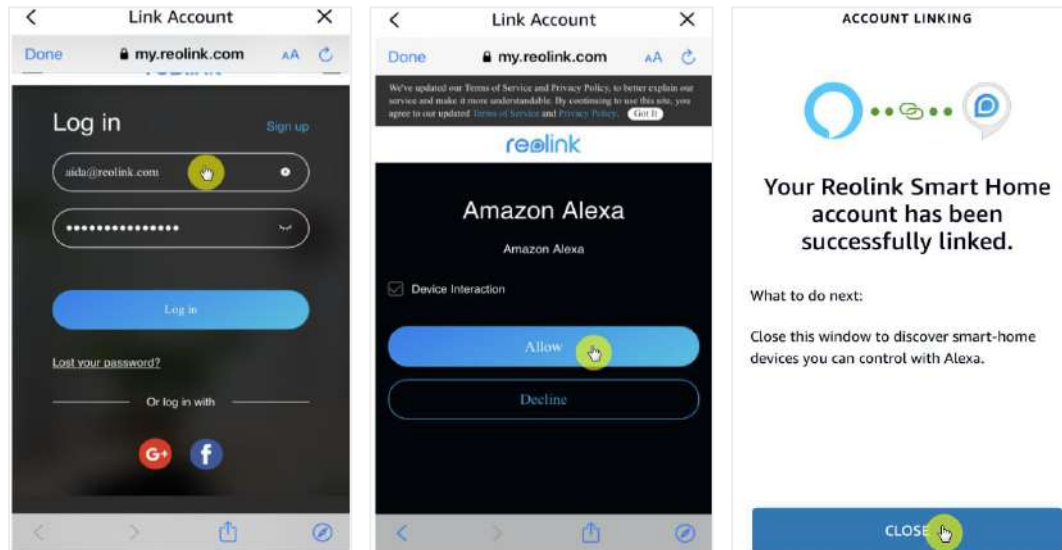 Link Account
Done
my.reolink.com
AA
Log in
Sign up
aida@reolink.com
•••••••••••••••
Log in
Lost your password?
Or log in with
G+
f
Link Account
Done
my.reolink.com
AA
We've updated our Terms of Service and Privacy Policy, to better explain our
service and make it more understandable. By continuing to use this site, you
agree to our updated Terms of Service and Privacy Policy. Got It
reolink
Amazon Alexa
Amazon Alexa
Device Interaction
Allow
Decline
ACCOUNT LINKING
Your Reolink Smart Home
account has been
successfully linked.
What to do next:
Close this window to discover smart-home
devices you can control with Alexa.
CLOSE